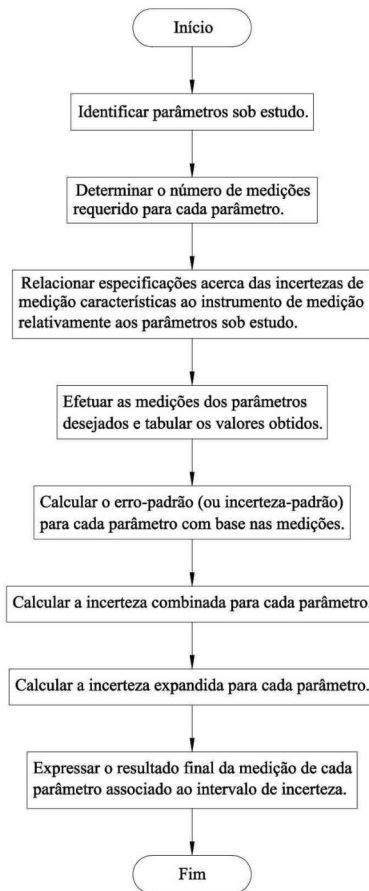 Início
Identificar parâmetros sob estudo.
Determinar o número de medições
requerido para cada parâmetro.
Relacionar especificações acerca das incertezas de
medição características ao instrumento de medição
relativamente aos parâmetros sob estudo.
Efetuar as medições dos parâmetros
desejados e tabular os valores obtidos.
Calcular o erro-padrão (ou incerteza-padrão)
para cada parâmetro com base nas medições.
Calcular a incerteza combinada para cada parâmetro.
Calcular a incerteza expandida para cada parâmetro.
Expressar o resultado final da medição de cada
parâmetro associado ao intervalo de incerteza.
Fim